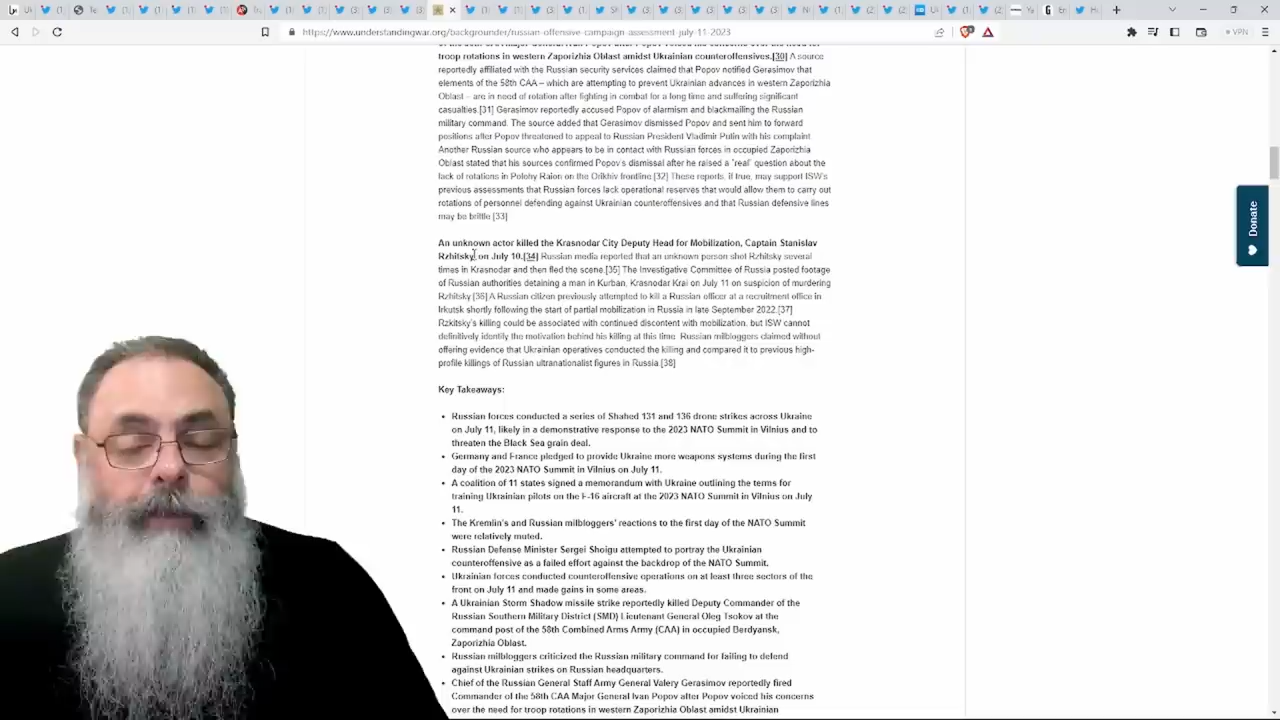 https://www.understandingwar.org/backgrounder/russian-offensive-campaign-assessment-july-11-2023
VPN
troop rotations in western Zaporizhia Oblast amidst Ukrainian counteroffensives.[30] A source
reportedly affiliated with the Russian security services claimed that Popov notified Gerasimov that
elements of the 58th CAA – which are attempting to prevent Ukrainian advances in western Zaporizhia
Oblast – are in need of rotation after fighting in combat for a long time and suffering significant
casualties.[31] Gerasimov reportedly accused Popov of alarmism and blackmailing the Russian
military command. The source added that Gerasimov dismissed Popov and sent him to forward
positions after Popov threatened to appeal to Russian President Vladimir Putin with his complaint
Another Russian source who appears to be in contact with Russian forces in occupied Zaporizhia
Oblast stated that his sources confirmed Popov's dismissal after he raised a "real" question about the
lack of rotations in Polohy Raion on the Orikhiv frontline.[32] These reports, if true, may support ISW's
previous assessments that Russian forces lack operational reserves that would allow them to carry out
rotations of personnel defending against Ukrainian counteroffensives and that Russian defensive lines
may be brittle.[33]
An unknown actor killed the Krasnodar City Deputy Head for Mobilization, Captain Stanislav
Rzhitsky, on July 10.[34] Russian media reported that an unknown person shot Rzhitsky several
times in Krasnodar and then fled the scene.[35] The Investigative Committee of Russia posted footage
of Russian authorities detaining a man in Kurban, Krasnodar Krai on July 11 on suspicion of murdering
Rzhitsky.[36] A Russian citizen previously attempted to kill a Russian officer at a recruitment office in
Irkutsk shortly following the start of partial mobilization in Russia in late September 2022.[37]
Rzkitsky's killing could be associated with continued discontent with mobilization, but ISW cannot
definitively identify the motivation behind his killing at this time. Russian milbloggers claimed without
offering evidence that Ukrainian operatives conducted the killing and compared it to previous high-
profile killings of Russian ultranationalist figures in Russia.[38]
Key Takeaways:
• Russian forces conducted a series of Shahed 131 and 136 drone strikes across Ukraine
on July 11, likely in a demonstrative response to the 2023 NATO Summit in Vilnius and to
threaten the Black Sea grain deal.
• Germany and France pledged to provide Ukraine more weapons systems during the first
day of the 2023 NATO Summit in Vilnius on July 11.
• A coalition of 11 states signed a memorandum with Ukraine outlining the terms for
training Ukrainian pilots on the F-16 aircraft at the 2023 NATO Summit in Vilnius on July
11.
• The Kremlin's and Russian milbloggers' reactions to the first day of the NATO Summit
were relatively muted.
• Russian Defense Minister Sergei Shoigu attempted to portray the Ukrainian
counteroffensive as a failed effort against the backdrop of the NATO Summit.
• Ukrainian forces conducted counteroffensive operations on at least three sectors of the
front on July 11 and made gains in some areas.
• A Ukrainian Storm Shadow missile strike reportedly killed Deputy Commander of the
Russian Southern Military District (SMD) Lieutenant General Oleg Tsokov at the
command post of the 58th Combined Arms Army (CAA) in occupied Berdyansk,
Zaporizhia Oblast.
• Russian milbloggers criticized the Russian military command for failing to defend
against Ukrainian strikes on Russian headquarters.
• Chief of the Russian General Staff Army General Valery Gerasimov reportedly fired
Commander of the 58th CAA Major General Ivan Popov after Popov voiced his concerns
over the need for troop rotations in western Zaporizhia Oblast amidst Ukrainian
Donate